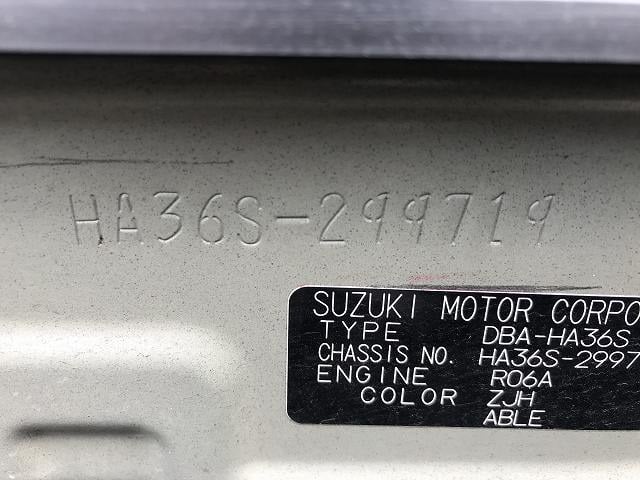 HA36S-299719
SUZUKI MOTOR CORPO
TYPE DBA-HA36S
CHASSIS NO. HA36S-2997
ENGINE R06A
COLOR ZJH
ABLE